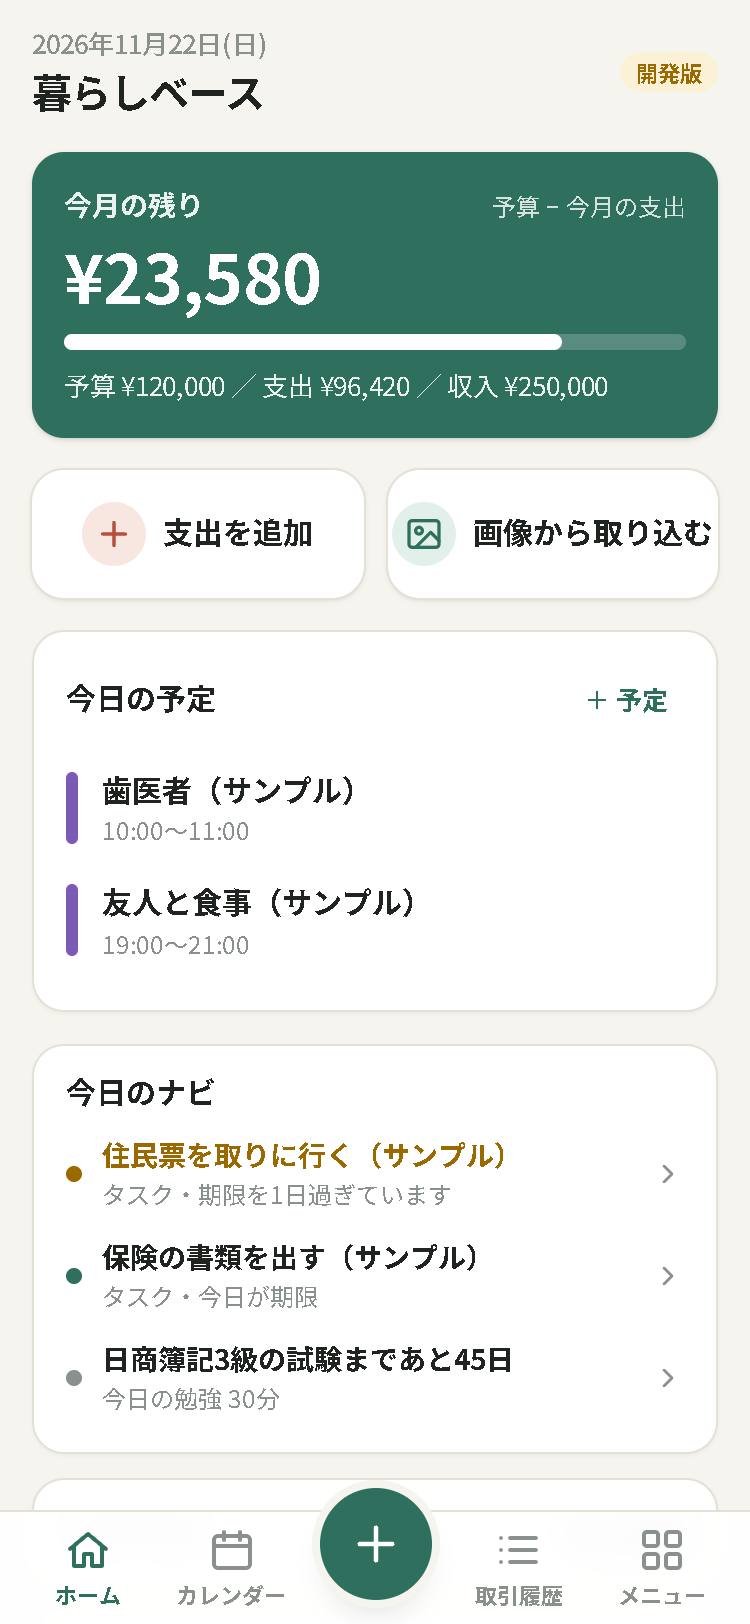 2026年11月22日(日)
暮らしベース
開発版
今月の残り
予算 − 今月の支出
¥23,580
予算 ¥120,000 ／ 支出 ¥96,420 ／ 収入 ¥250,000
支出を追加
画像から取り込む
今日の予定
＋ 予定
歯医者（サンプル）
10:00〜11:00
友人と食事（サンプル）
19:00〜21:00
今日のナビ
住民票を取りに行く（サンプル）
タスク・期限を1日過ぎています
保険の書類を出す（サンプル）
タスク・今日が期限
日商簿記3級の試験まであと45日
今日の勉強 30分
ホーム
カレンダー
取引履歴
メニュー